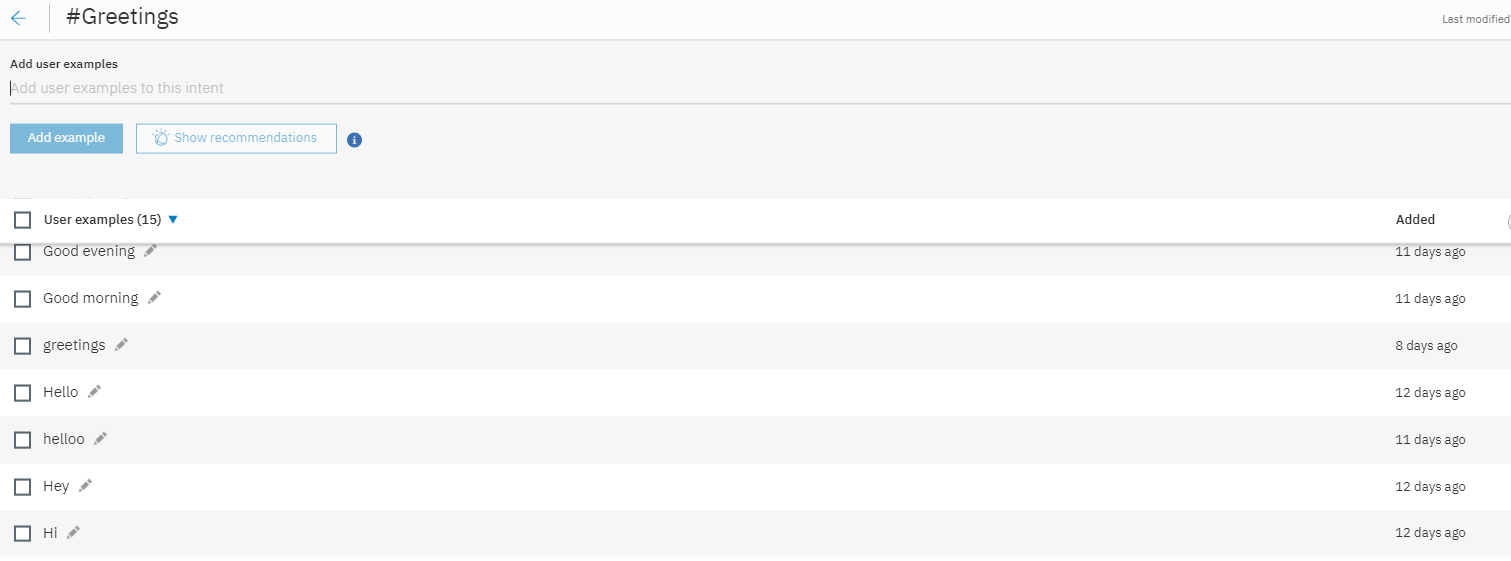 #Greetings
Last modified
Add user examples
Add user examples to this intent
Add example Show recommendations
User examples (15) Added
Good evening 11 days ago
Good morning 11 days ago
greetings 8 days ago
Hello 12 days ago
helloo 11 days ago
Hey 12 days ago
Hi 12 days ago